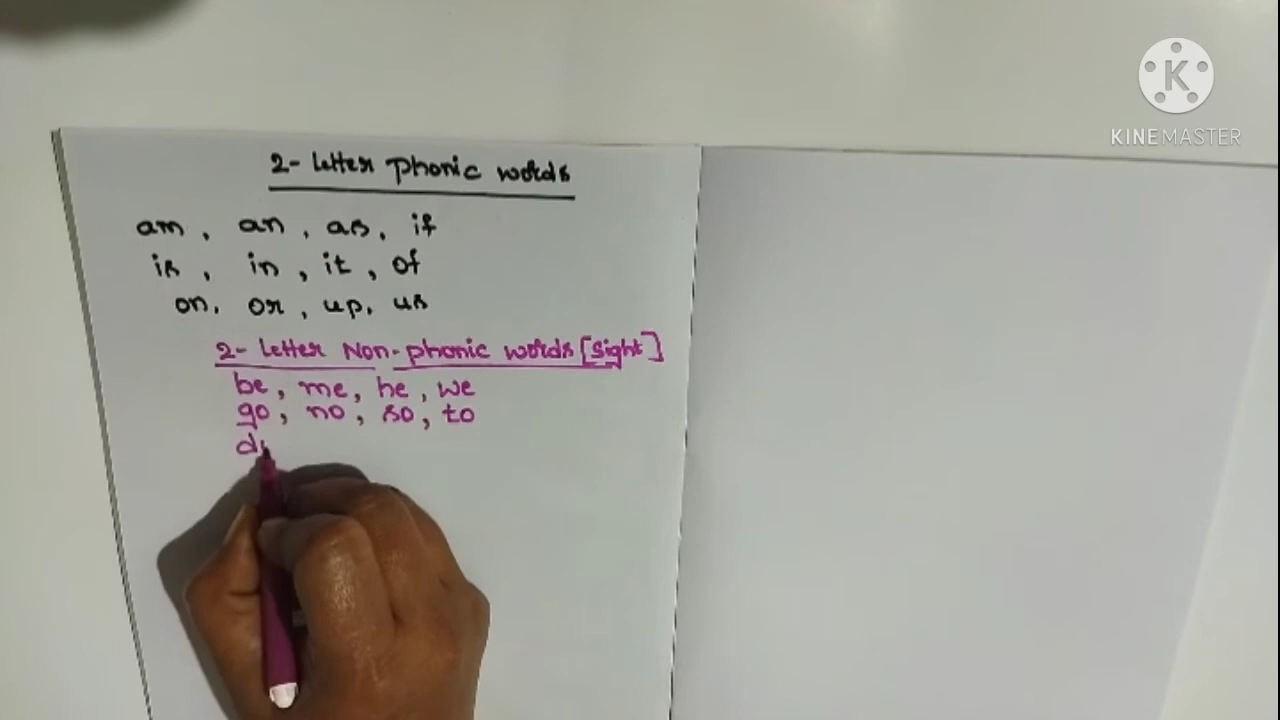 2- Letter phonic words
am, an, as, if
is, in, it, of
on, or, up, us
2- Letter Non-phonic words [Sight]
be, me, he, we
go, no, so, to
d
K
KINEMASTER